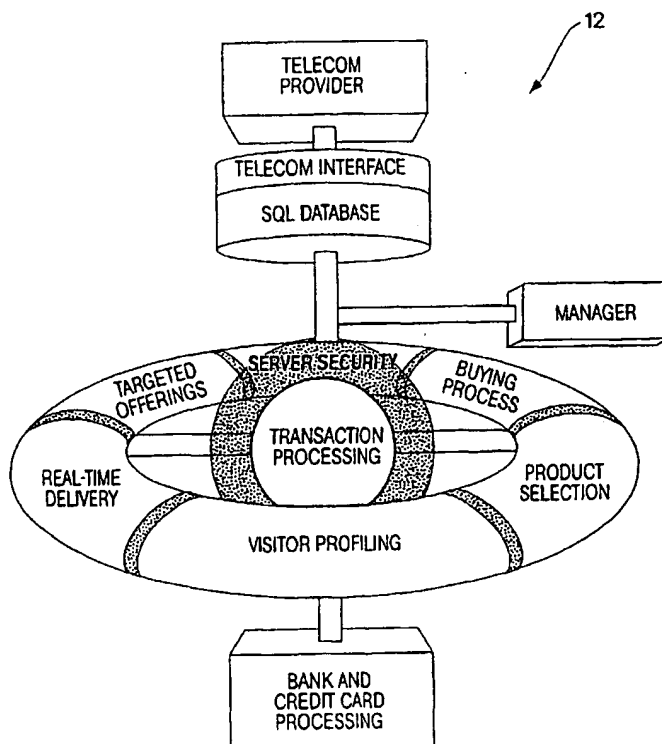 12
TELECOM
PROVIDER
TELECOM INTERFACE
SQL DATABASE
MANAGER
SERVER SECURITY
TARGETED
OFFERINGS
BUYING
PROCESS
TRANSACTION
PROCESSING
REAL-TIME
DELIVERY
PRODUCT
SELECTION
VISITOR PROFILING
BANK AND
CREDIT CARD
PROCESSING